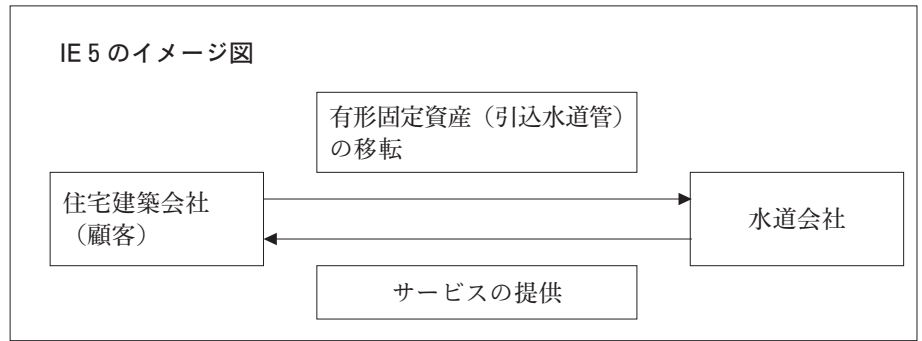 IE 5 のイメージ図
有形固定資産（引込水道管）
の移転
住宅建築会社
（顧客）
水道会社
サービスの提供